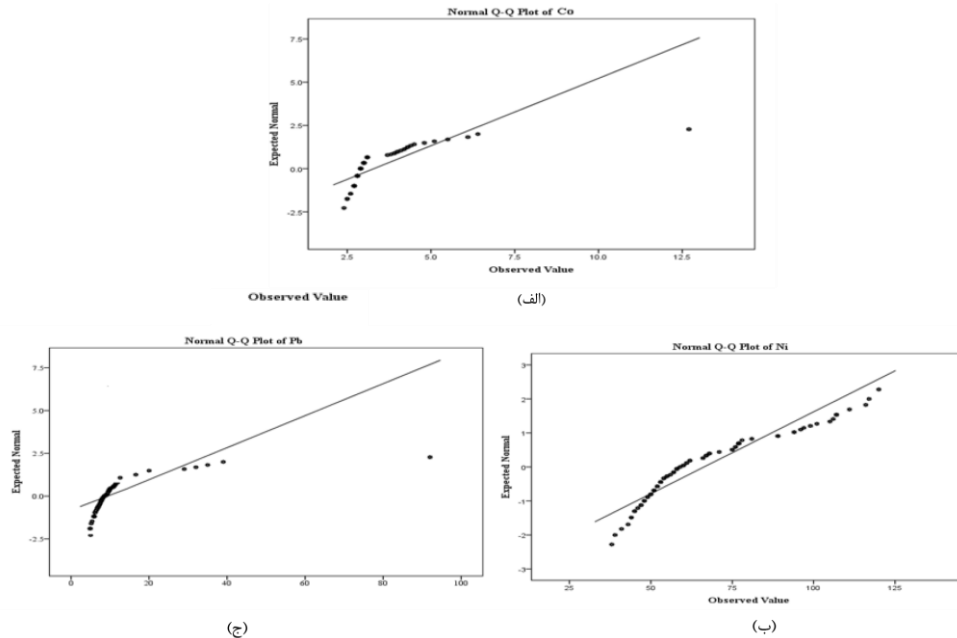 Normal Q-Q Plot of Co
7.5
5.0
2.5
0.0
-2.5
Expected Normal
2.5 5.0 7.5 10.0 12.5
Observed Value
Observed Value
(الف)
Normal Q-Q Plot of Pb
7.5
5.0
2.5
0.0
-2.5
Expected Normal
0 20 40 60 80 100
(ج)
Normal Q-Q Plot of Ni
3
2
1
0
-1
-2
-3
Expected Normal
25 50 75 100 125
Observed Value
(ب)